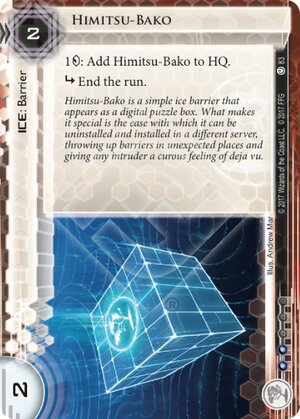 Himitsu-Bako
2
ICE: Barrier
1: Add Himitsu-Bako to HQ.
End the run.
Himitsu-Bako is a simple ice barrier that
appears as a digital puzzle box. What makes
it special is the case with which it can be
uninstalled and installed in a different server,
throwing up barriers in unexpected places and
giving any intruder a curous feeling of deja vu.
83
© 2017 Wizards of the Coast LLC. © 2017 FFG
Illus. Andrew Mar
2